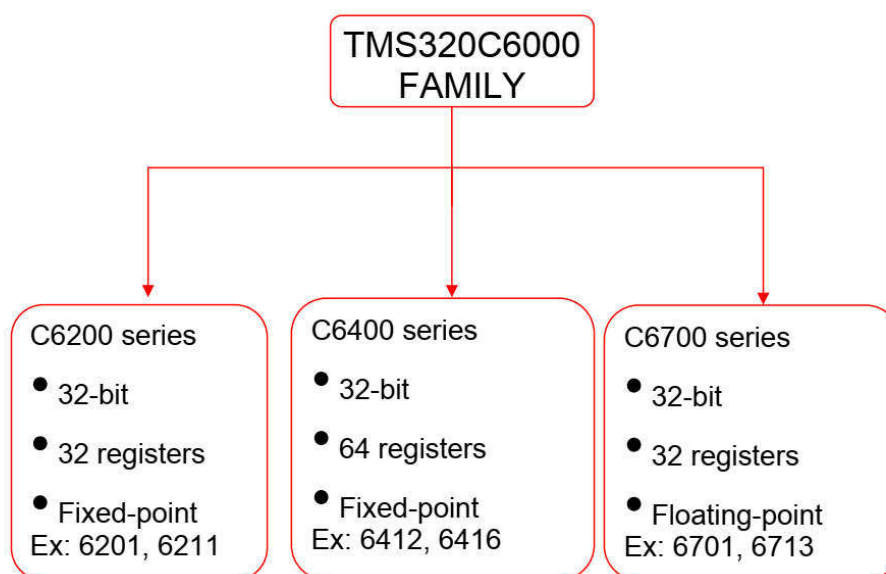 TMS320C6000
FAMILY
C6200 series
• 32-bit
• 32 registers
• Fixed-point
Ex: 6201, 6211
C6400 series
• 32-bit
• 64 registers
• Fixed-point
Ex: 6412, 6416
C6700 series
• 32-bit
• 32 registers
• Floating-point
Ex: 6701, 6713